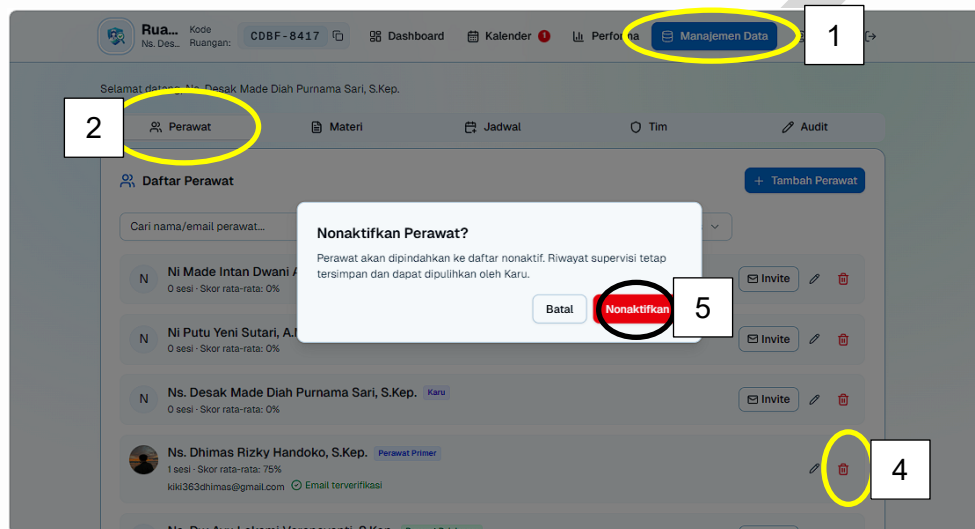 Rua... Kode
Ns. Des... Ruangan: CDBF-8417 Dashboard Kalender 1 Performa Manajemen Data 1
Selamat datang, Ns. Desak Made Diah Purnama Sari, S.Kep.
2 Perawat Materi Jadwal Tim Audit
Daftar Perawat + Tambah Perawat
Cari nama/email perawat...
Nonaktifkan Perawat?
Perawat akan dipindahkan ke daftar nonaktif. Riwayat supervisi tetap
tersimpan dan dapat dipulihkan oleh Karu.
Batal Nonaktifkan 5
N Ni Made Intan Dwani
0 sesi · Skor rata-rata: 0%
Invite
N Ni Putu Yeni Sutari,
0 sesi · Skor rata-rata: 0%
Invite
N Ns. Desak Made Diah Purnama Sari, S.Kep. Karu
0 sesi · Skor rata-rata: 0%
Invite
Ns. Dhimas Rizky Handoko, S.Kep. Perawat Primer
1 sesi · Skor rata-rata: 75%
kiki363dhimas@gmail.com Email terverifikasi
4